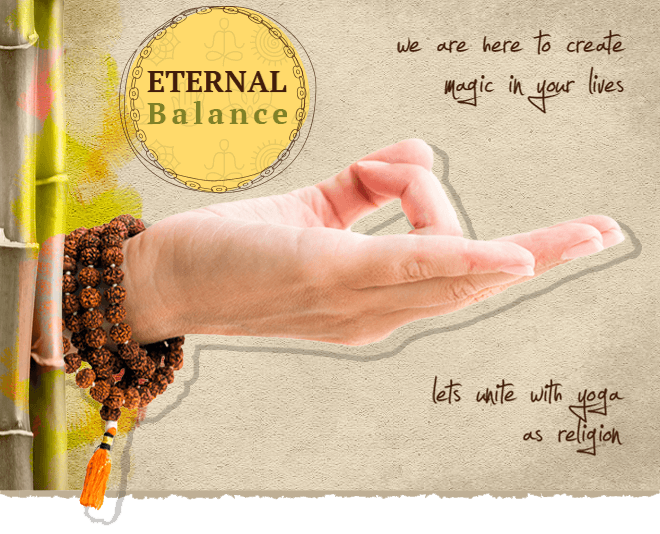 ETERNAL
Balance
we are here to create
magic in your lives
lets unite with yoga
as religion